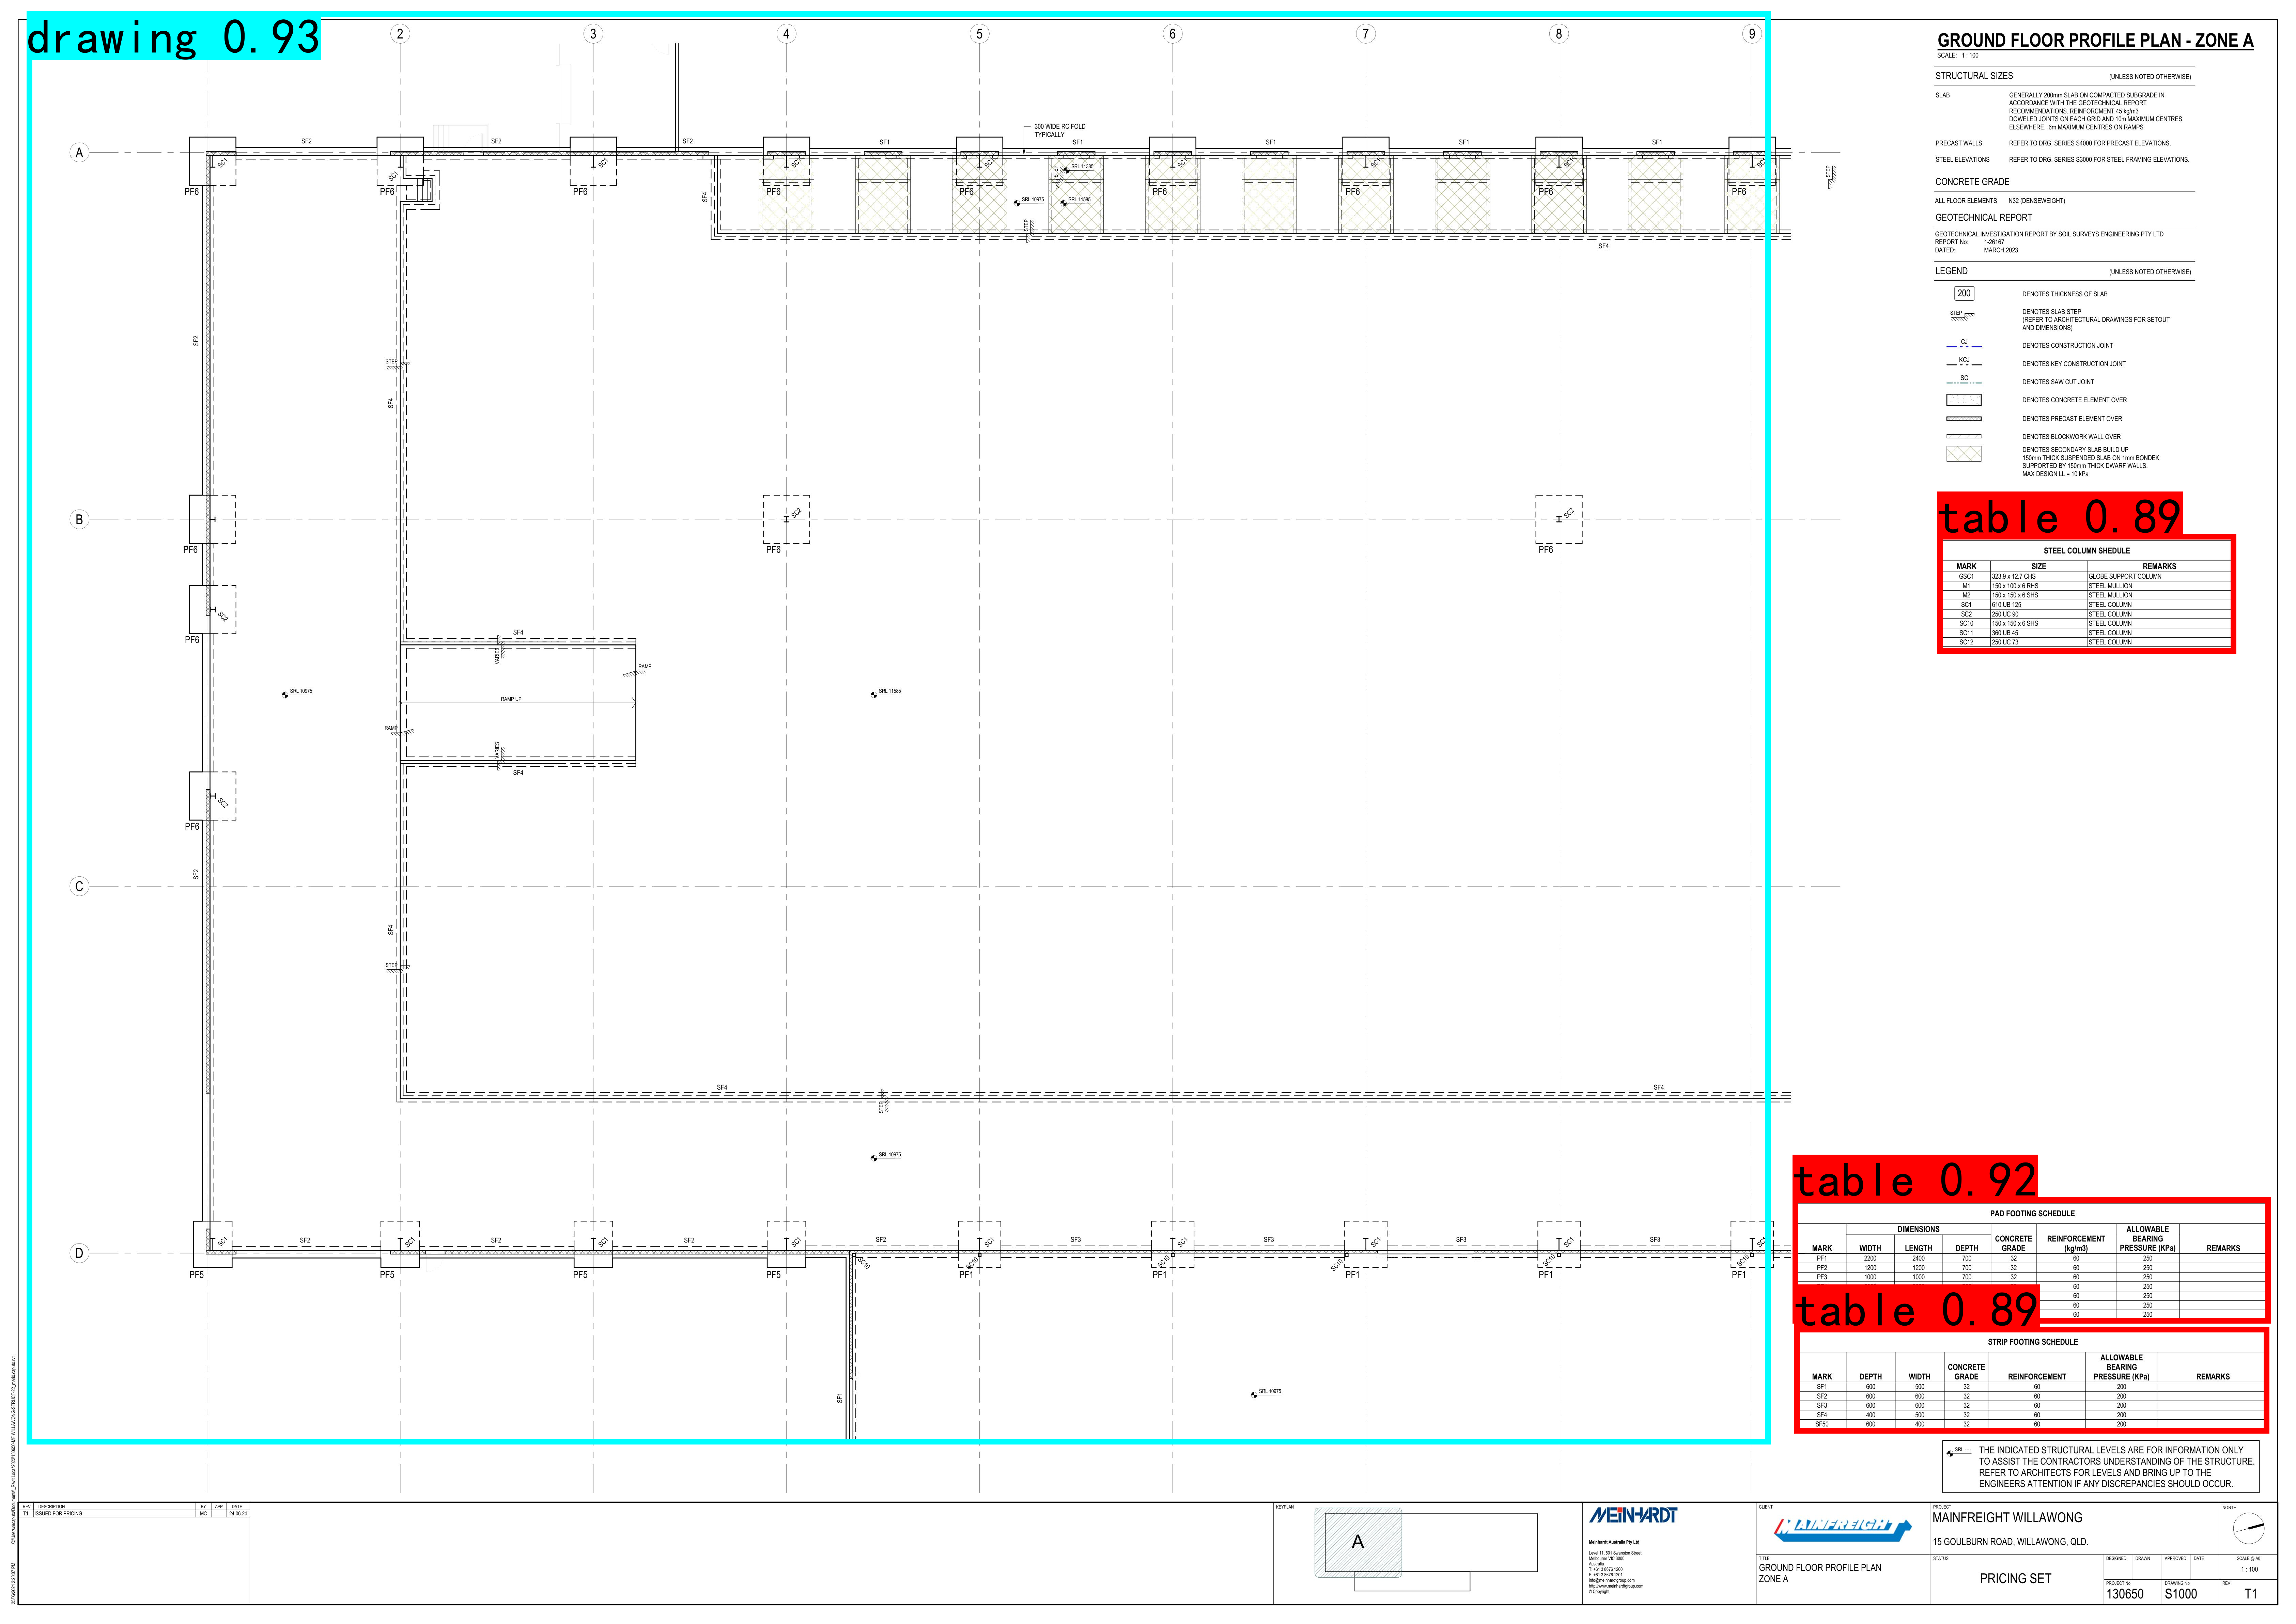 drawing 0.93
2
3
4
5
6
7
8
9
A
B
C
D
300 WIDE RC FOLD
TYPICALLY
SF2
SF2
SF2
SF1
SF1
SF1
SF1
SF1
SC1
SC1
SC1
SC1
SC1
SC1
SC1
SC1
PF6
PF6
PF6
PF6
PF6
PF6
PF6
PF6
PF6
SF4
STEP
SRL 11385
SRL 10975
SRL 11585
STEP
STEP
SF4
SF2
STEP
SF4
SC2
SC2
PF6
PF6
PF6
SC2
PF6
SF4
VARIES
RAMP
SRL 10975
RAMP UP
SRL 11585
RAMP
VARIES
SF4
SC2
PF6
SF2
SF4
STEP
SF4
SF4
STEP
SRL 10975
SF2
SF2
SF2
SF2
SF3
SF3
SF3
SF3
SC1
SC1
SC1
SC1
SC1
SC1
SC1
SC1
SC10
SC10
SC10
SC10
SC10
SC10
PF5
PF5
PF5
PF5
PF1
PF1
PF1
PF1
PF1
SF1
SRL 10975
GROUND FLOOR PROFILE PLAN - ZONE A
SCALE: 1 : 100
STRUCTURAL SIZES (UNLESS NOTED OTHERWISE)
SLAB GENERALLY 200mm SLAB ON COMPACTED SUBGRADE IN
ACCORDANCE WITH THE GEOTECHNICAL REPORT
RECOMMENDATIONS. REINFORCMENT 45 kg/m3
DOWELED JOINTS ON EACH GRID AND 10m MAXIMUM CENTRES
ELSEWHERE. 6m MAXIMUM CENTRES ON RAMPS
PRECAST WALLS REFER TO DRG. SERIES S4000 FOR PRECAST ELEVATIONS.
STEEL ELEVATIONS REFER TO DRG. SERIES S3000 FOR STEEL FRAMING ELEVATIONS.
CONCRETE GRADE
ALL FLOOR ELEMENTS N32 (DENSEWEIGHT)
GEOTECHNICAL REPORT
GEOTECHNICAL INVESTIGATION REPORT BY SOIL SURVEYS ENGINEERING PTY LTD
REPORT No: 1-26167
DATED: MARCH 2023
LEGEND (UNLESS NOTED OTHERWISE)
200 DENOTES THICKNESS OF SLAB
STEP DENOTES SLAB STEP
(REFER TO ARCHITECTURAL DRAWINGS FOR SETOUT
AND DIMENSIONS)
CJ DENOTES CONSTRUCTION JOINT
KCJ DENOTES KEY CONSTRUCTION JOINT
SC DENOTES SAW CUT JOINT
DENOTES CONCRETE ELEMENT OVER
DENOTES PRECAST ELEMENT OVER
DENOTES BLOCKWORK WALL OVER
DENOTES SECONDARY SLAB BUILD UP
150mm THICK SUSPENDED SLAB ON 1mm BONDEK
SUPPORTED BY 150mm THICK DWARF WALLS.
MAX DESIGN LL = 10 kPa
table 0.89
STEEL COLUMN SHEDULE
MARK SIZE REMARKS
GSC1 323.9 x 12.7 CHS GLOBE SUPPORT COLUMN
M1 150 x 100 x 6 RHS STEEL MULLION
M2 150 x 150 x 6 SHS STEEL MULLION
SC1 610 UB 125 STEEL COLUMN
SC2 250 UC 90 STEEL COLUMN
SC10 150 x 150 x 6 SHS STEEL COLUMN
SC11 360 UB 45 STEEL COLUMN
SC12 250 UC 73 STEEL COLUMN
table 0.92
PAD FOOTING SCHEDULE
MARK DIMENSIONS WIDTH LENGTH DEPTH CONCRETE GRADE REINFORCEMENT (kg/m3) ALLOWABLE BEARING PRESSURE (KPa) REMARKS
PF1 2200 2400 700 32 60 250
PF2 1200 1200 700 32 60 250
PF3 1000 1000 700 32 60 250
60 250
60 250
60 250
60 250
table 0.89
STRIP FOOTING SCHEDULE
MARK DEPTH WIDTH CONCRETE GRADE REINFORCEMENT ALLOWABLE BEARING PRESSURE (KPa) REMARKS
SF1 600 500 32 60 200
SF2 600 600 32 60 200
SF3 600 600 32 60 200
SF4 400 500 32 60 200
SF50 600 400 32 60 200
SRL --- THE INDICATED STRUCTURAL LEVELS ARE FOR INFORMATION ONLY
TO ASSIST THE CONTRACTORS UNDERSTANDING OF THE STRUCTURE.
REFER TO ARCHITECTS FOR LEVELS AND BRING UP TO THE
ENGINEERS ATTENTION IF ANY DISCREPANCIES SHOULD OCCUR.
REV DESCRIPTION BY APP DATE
T1 ISSUED FOR PRICING MC 24.06.24
25/06/2024 2:20:07 PM
KEYPLAN
A
MEINHARDT
Meinhardt Australia Pty Ltd
Level 11, 501 Swanston Street
Melbourne VIC 3000
Australia
T: +61 3 8676 1200
F: +61 3 8676 1201
info@meinhardtgroup.com
http://www.meinhardtgroup.com
© Copyright
CLIENT
MAINFREIGHT
TITLE
GROUND FLOOR PROFILE PLAN
ZONE A
PROJECT
MAINFREIGHT WILLAWONG
15 GOULBURN ROAD, WILLAWONG, QLD.
STATUS
PRICING SET
NORTH
DESIGNED DRAWN APPROVED DATE
SCALE @ A0
1 : 100
PROJECT No
130650
DRAWING No
S1000
REV
T1